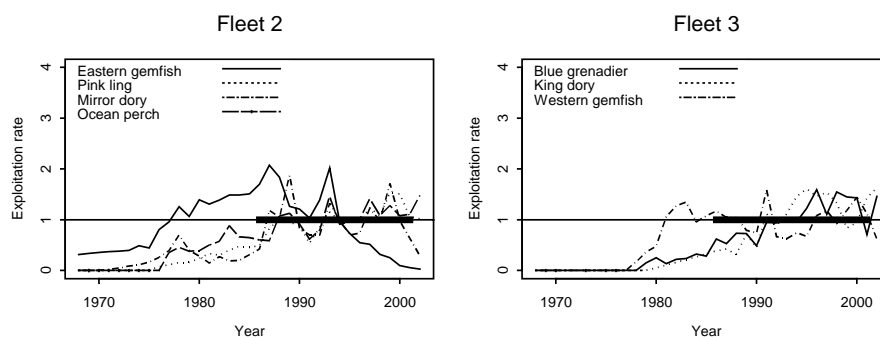 Fleet 2
Eastern gemfish
Pink ling
Mirror dory
Ocean perch
Exploitation rate
0 1 2 3 4
1970 1980 1990 2000
Year
Fleet 3
Blue grenadier
King dory
Western gemfish
Exploitation rate
0 1 2 3 4
1970 1980 1990 2000
Year